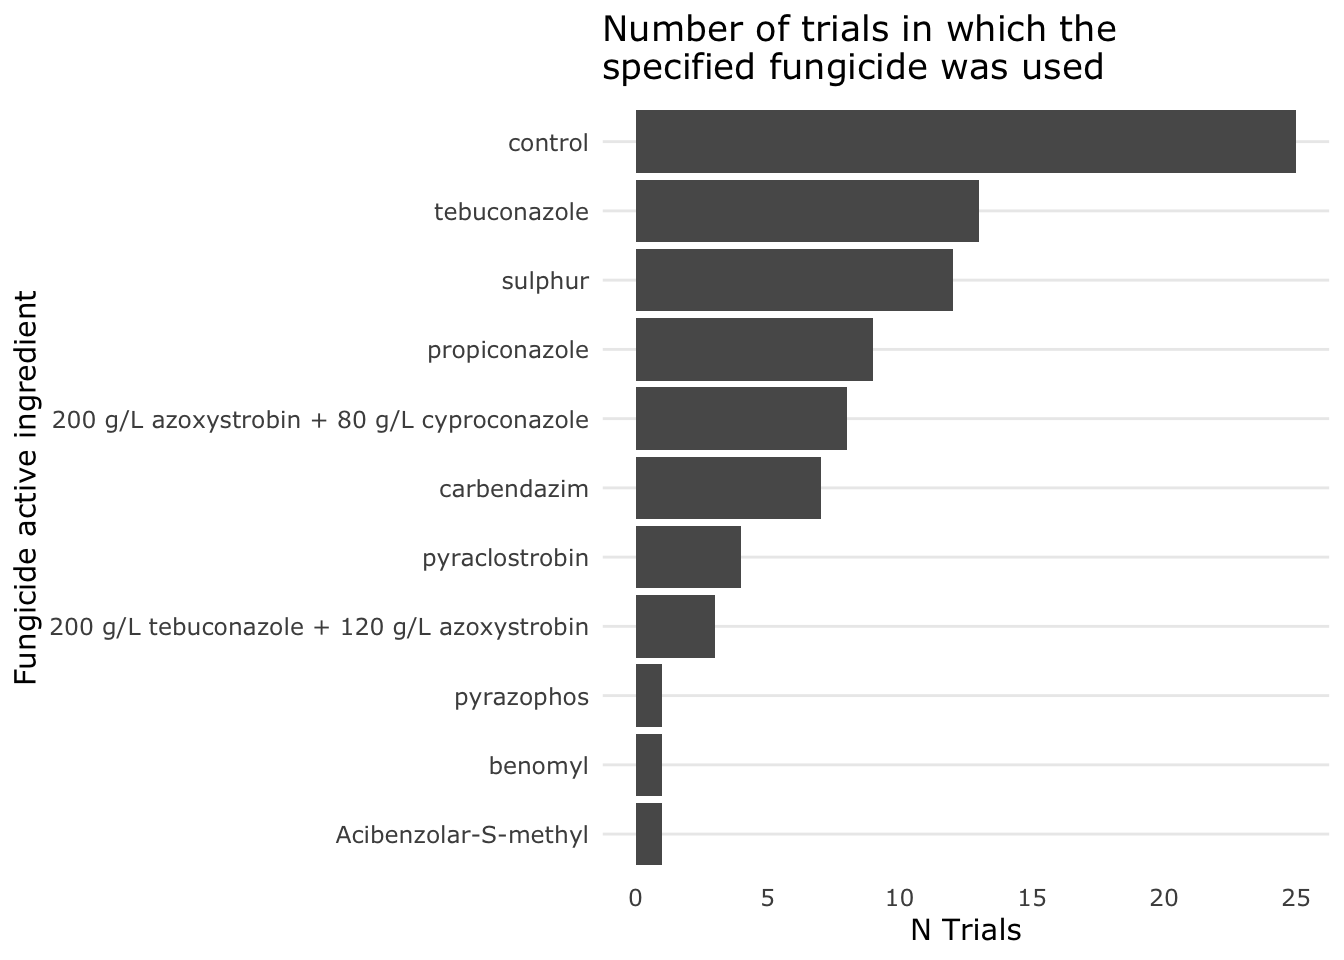 Number of trials in which the
specified fungicide was used
Fungicide active ingredient
control
tebuconazole
sulphur
propiconazole
200 g/L azoxystrobin + 80 g/L cyproconazole
carbendazim
pyraclostrobin
200 g/L tebuconazole + 120 g/L azoxystrobin
pyrazophos
benomyl
Acibenzolar-S-methyl
0 5 10 15 20 25
N Trials